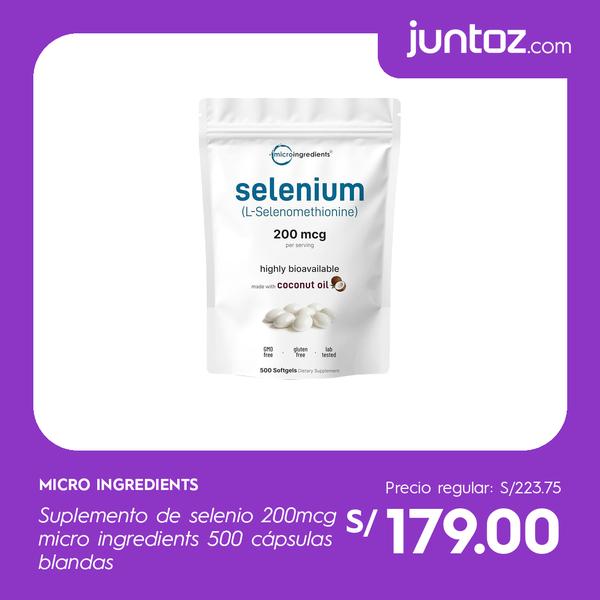 juntoz.com
microingredients®
selenium
(L-Selenomethionine)
200 mcg
per serving
highly bioavailable
made with coconut oil
GMO free · gluten free · lab tested
500 Softgels Dietary Supplement
MICRO INGREDIENTS
Suplemento de selenio 200mcg
micro ingredients 500 cápsulas
blandas
Precio regular: S/223.75
S/ 179.00